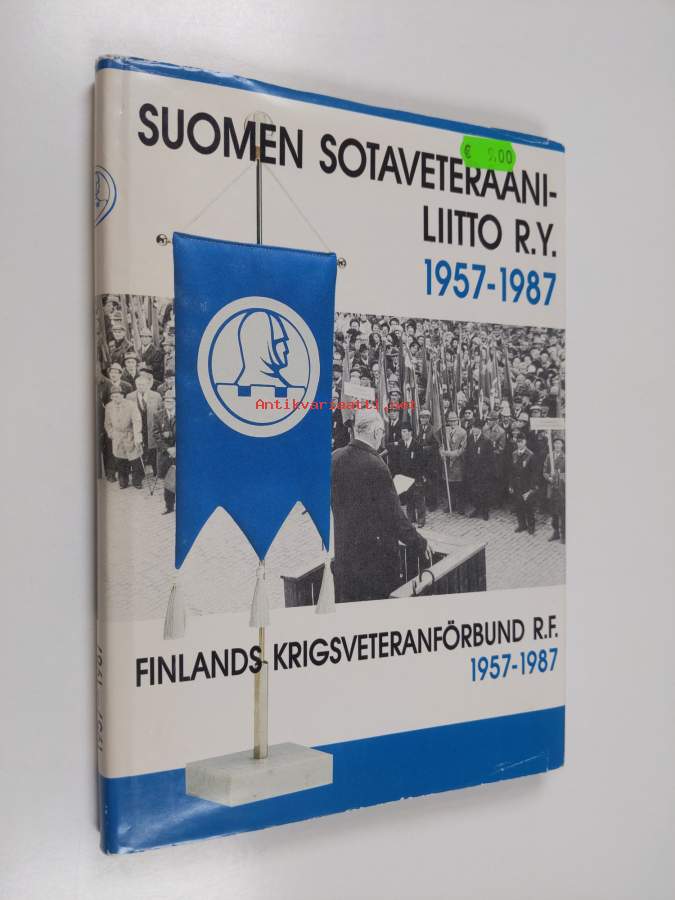 SUOMEN SOTAVETERAANI-
LIITTO R.Y.
1957-1987
Antikvariaatti.net
FINLANDS KRIGSVETERANFÖRBUND R.F.
1957-1987